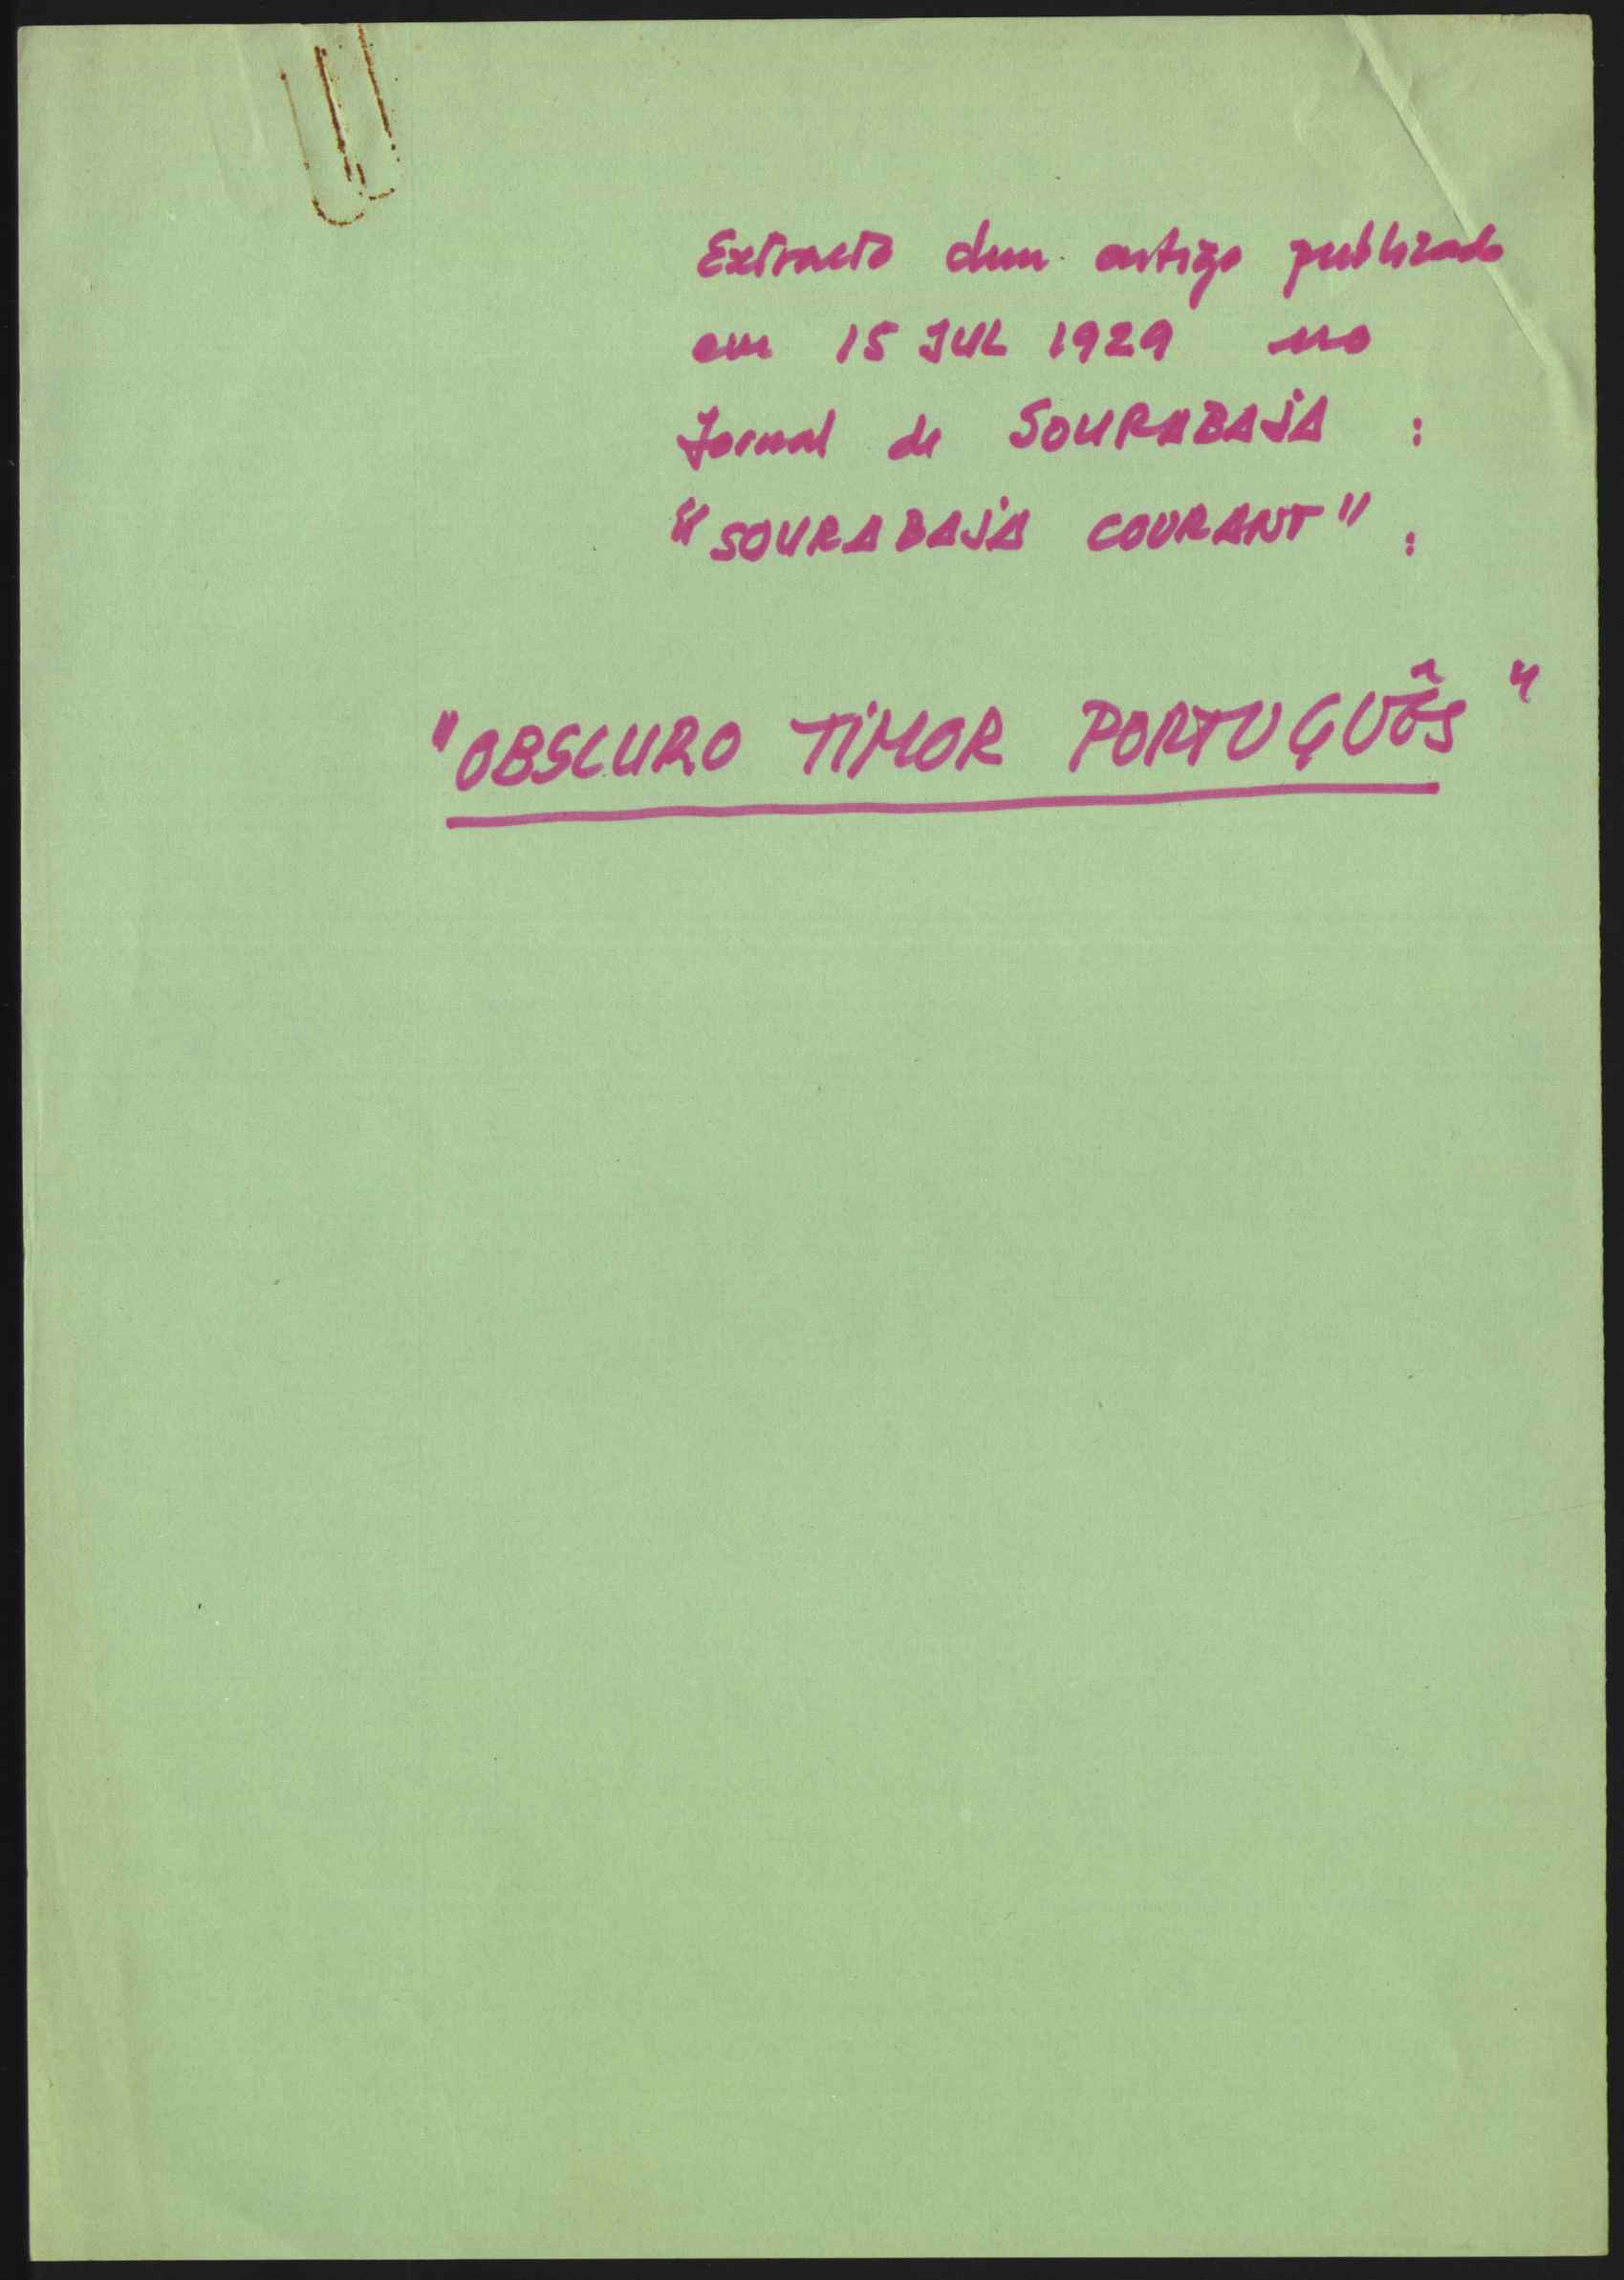 Extracto dum artigo publicado
em 15 JUL 1929 no
Jornal de SOURABAJA :
"SOURABAJA COURANT" :
"OBSCURO TIMOR PORTUGUÊS"